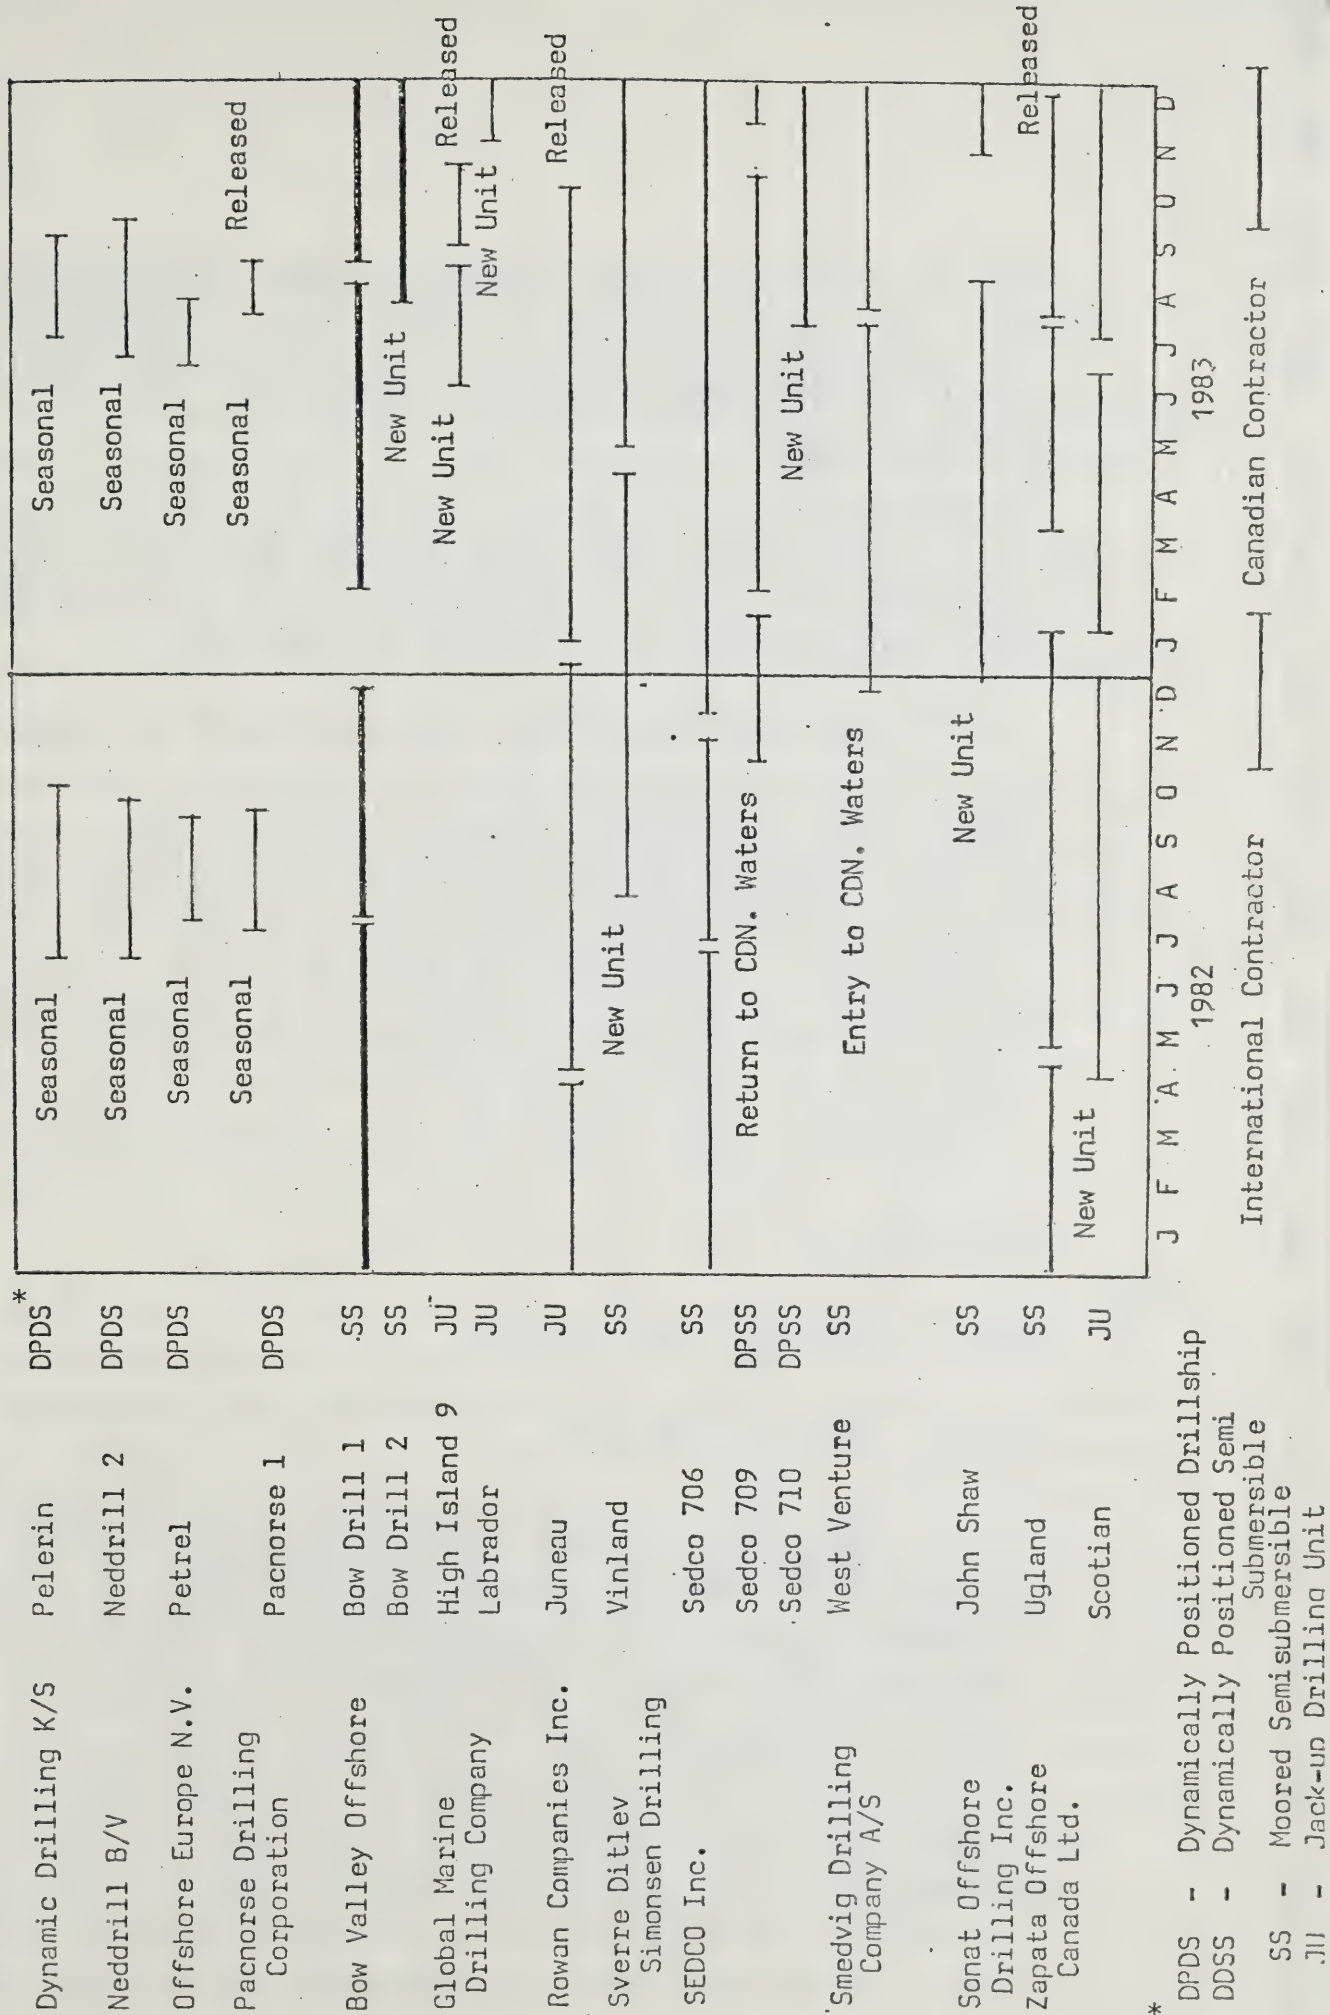 Dynamic Drilling K/S Pelerin DPDS * Seasonal Seasonal
Neddrill B/V Neddrill 2 DPDS Seasonal Seasonal
Offshore Europe N.V. Petrel DPDS Seasonal Seasonal
Pacnorse Drilling
Corporation Pacnorse 1 DPDS Seasonal Seasonal Released
Bow Valley Offshore Bow Drill 1 SS
Bow Drill 2 SS New Unit
Global Marine
Drilling Company High Island 9 JU New Unit Released
Labrador JU New Unit
Rowan Companies Inc. Juneau JU Released
Sverre Ditlev
Simonsen Drilling Vinland SS New Unit
SEDCO Inc. Sedco 706 SS
Sedco 709 DPSS Return to CDN. Waters
Sedco 710 DPSS New Unit
Smedvig Drilling
Company A/S West Venture SS Entry to CDN. Waters
Sonat Offshore
Drilling Inc. John Shaw SS New Unit
Zapata Offshore
Canada Ltd. Ugland SS Released
Scotian JU New Unit
J F M A M J J A S O N D J F M A M J J A S O N D
1982 1983
International Contractor Canadian Contractor
*
DPDS - Dynamically Positioned Drillship
DDSS - Dynamically Positioned Semi
Submersible
SS - Moored Semisubmersible
JU - Jack-up Drilling Unit